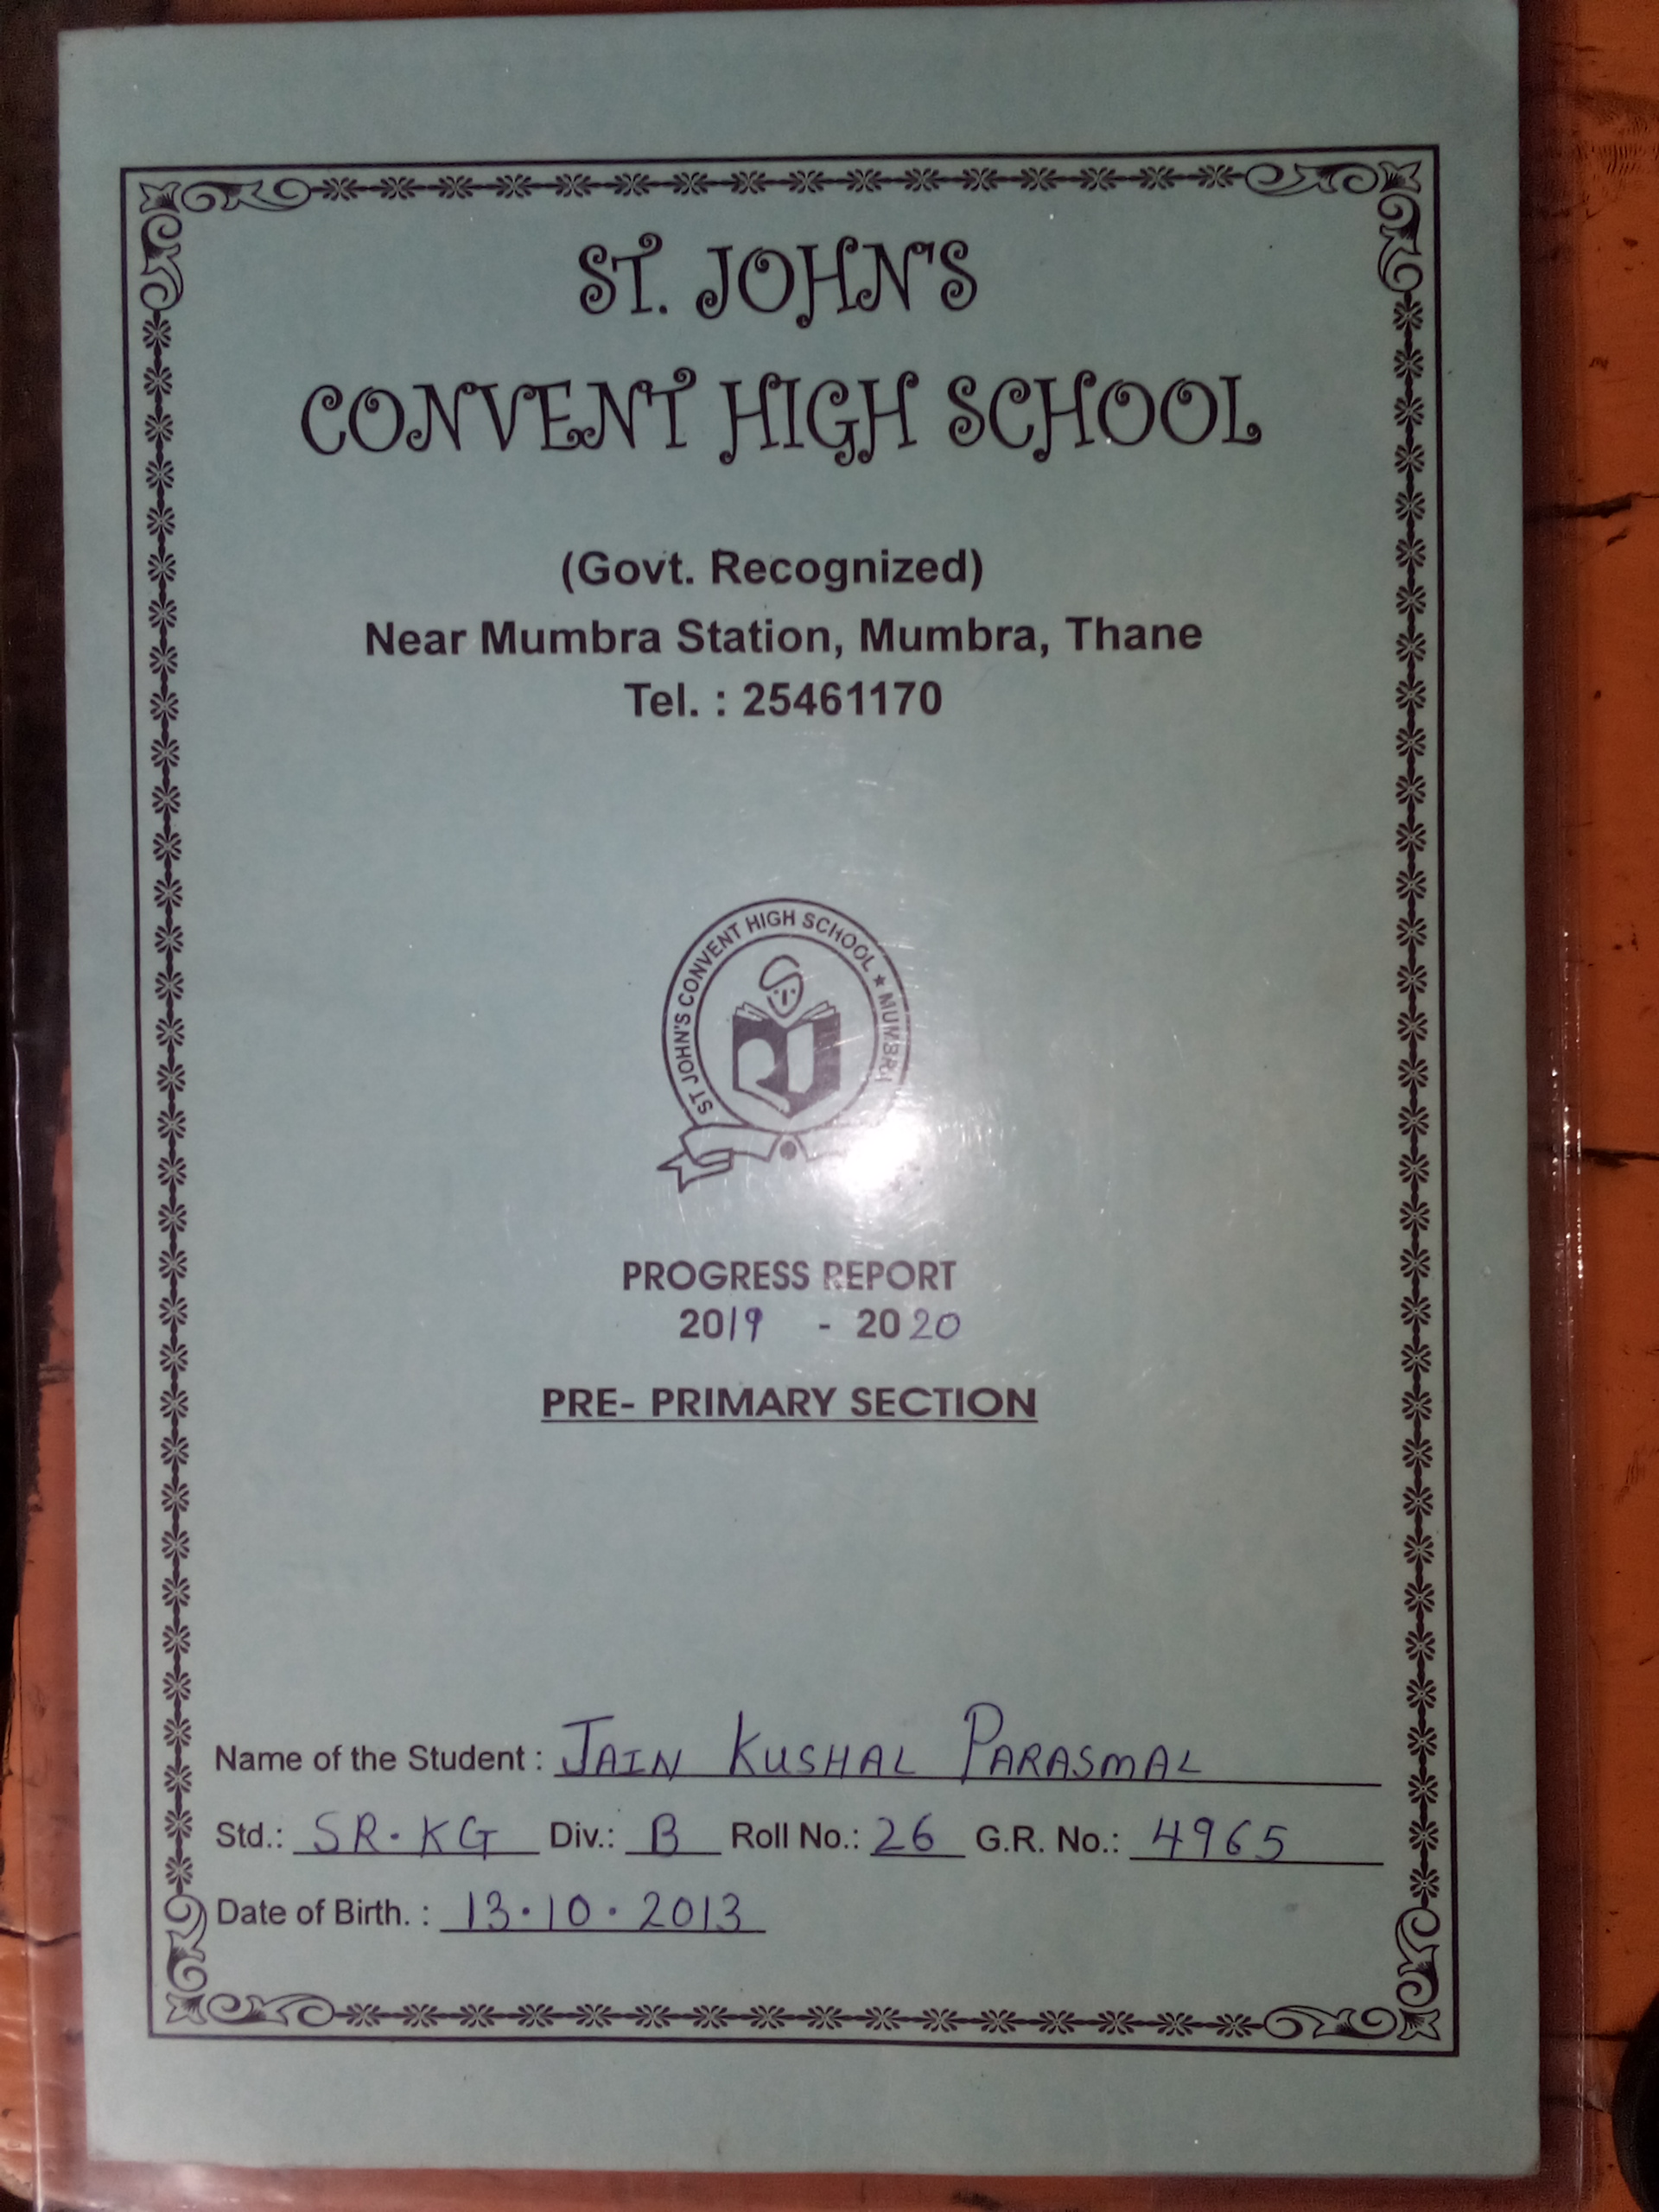 ST. JOHN'S
CONVENT HIGH SCHOOL
(Govt. Recognized)
Near Mumbra Station, Mumbra, Thane
Tel. : 25461170
ST JOHN'S CONVENT HIGH SCHOOL ★ MUMBRA
PROGRESS REPORT
2019 - 2020
PRE- PRIMARY SECTION
Name of the Student : JAIN KUSHAL PARASMAL
Std.: SR. KG Div.: B Roll No.: 26 G.R. No.: 4965
Date of Birth. : 13.10.2013